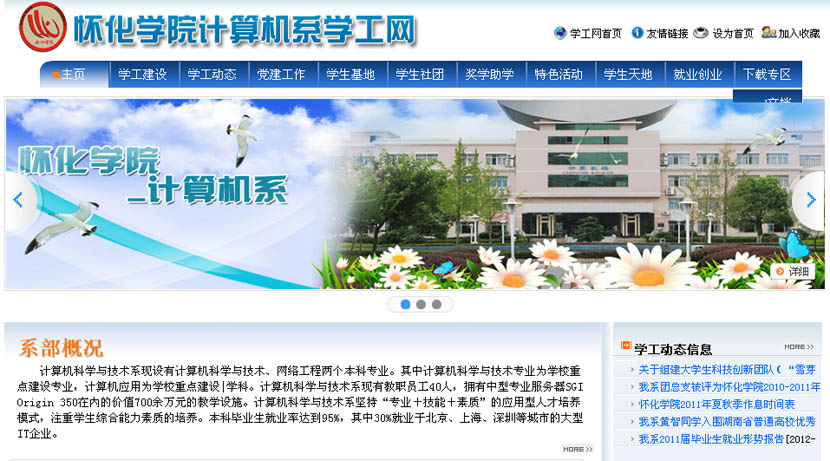 怀化学院计算机系学工网
学工网首页 友情链接 设为首页 加入收藏
主页 学工建设 学工动态 党建工作 学生基地 学生社团 奖学助学 特色活动 学生天地 就业创业 下载专区
怀化学院
_计算机系
详细
系部概况
计算机科学与技术系现设有计算机科学与技术、网络工程两个本科专业。其中计算机科学与技术专业为学校重
点建设专业，计算机应用为学校重点建设|学科。计算机科学与技术系现有教职员工40人，拥有中型专业服务器SGI
Origin 350在内的价值700余万元的教学设施。计算机科学与技术系坚持“专业＋技能＋素质”的应用型人才培养
模式，注重学生综合能力素质的培养。本科毕业生就业率达到95%，其中30%就业于北京、上海、深圳等城市的大型
IT企业。
MORE>>
学工动态信息 MORE>>
关于组建大学生科技创新团队（“雪芽
我系团总支被评为怀化学院2010-2011年
怀化学院2011年夏秋季作息时间表
我系黄智同学入围湖南省普通高校优秀
我系2011届毕业生就业形势报告[2012-